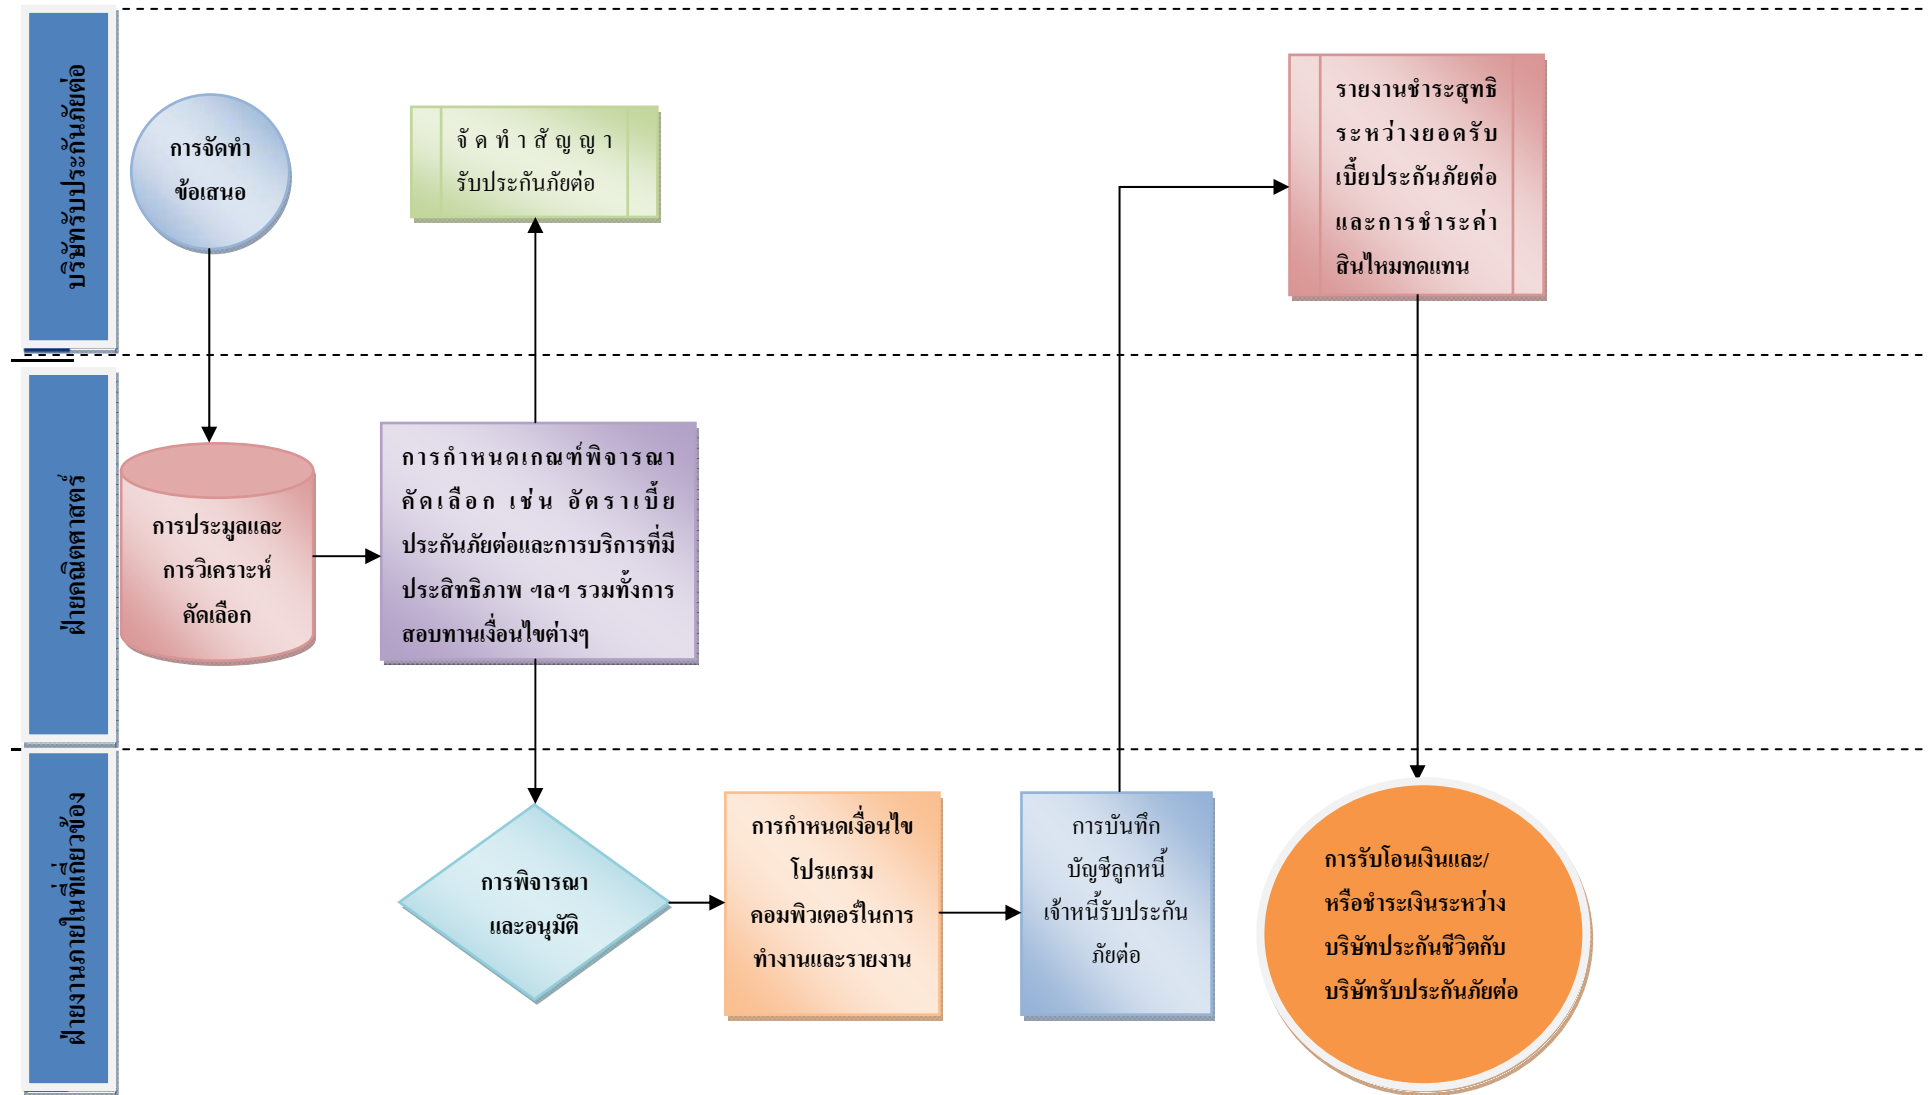 บริษัทรับประกันภัยต่อ
การจัดทำ
ข้อเสนอ
จัดทำสัญญา
รับประกันภัยต่อ
รายงานชำระสุทธิ
ระหว่างยอดรับ
เบี้ยประกันภัยต่อ
และการชำระค่า
สินไหมทดแทน
ฝ่ายคณิตศาสตร์
การประมูลและ
การวิเคราะห์
คัดเลือก
การกำหนดเกณฑ์พิจารณา
คัดเลือก เช่น อัตราเบี้ย
ประกันภัยต่อและการบริการที่มี
ประสิทธิภาพ ฯลฯ รวมทั้งการ
สอบทานเงื่อนไขต่างๆ
ฝ่ายงานภายในที่เกี่ยวข้อง
การพิจารณา
และอนุมัติ
การกำหนดเงื่อนไข
โปรแกรม
คอมพิวเตอร์ในการ
ทำงานและรายงาน
การบันทึก
บัญชีลูกหนี้
เจ้าหนี้รับประกัน
ภัยต่อ
การรับโอนเงินและ/
หรือชำระเงินระหว่าง
บริษัทประกันชีวิตกับ
บริษัทรับประกันภัยต่อ